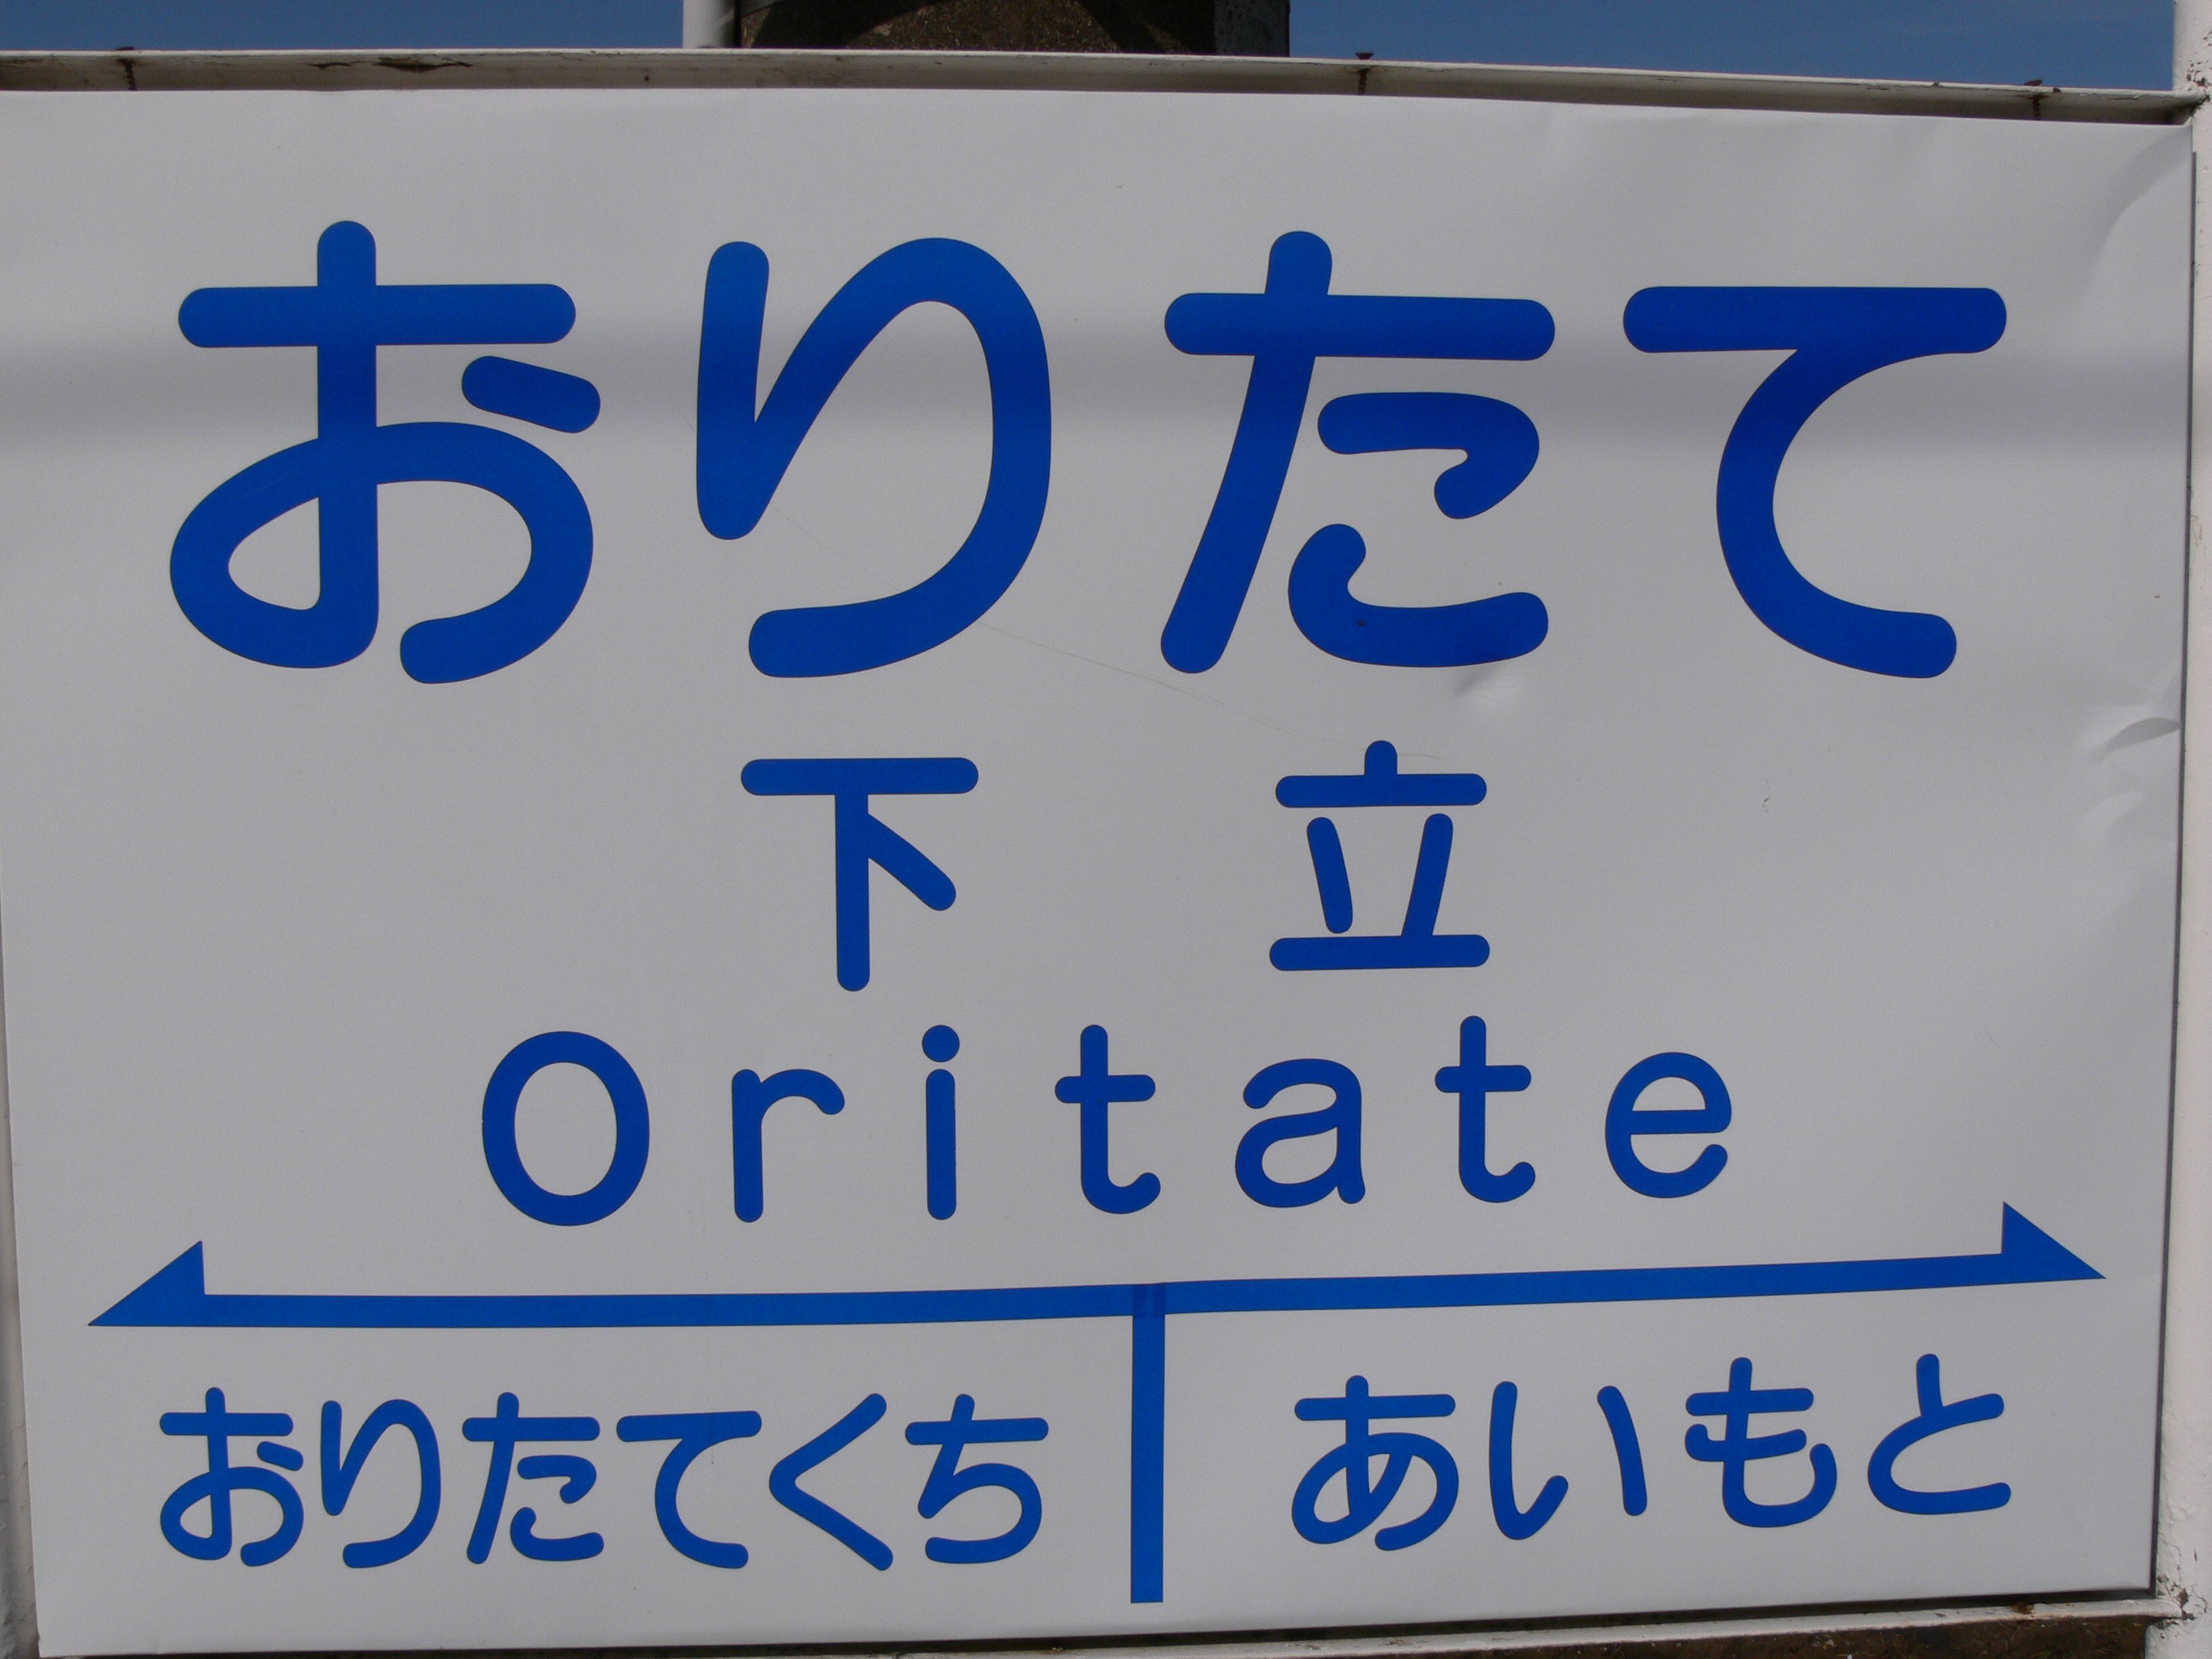 おりたて
下立
Oritate
おりたてくち あいもと